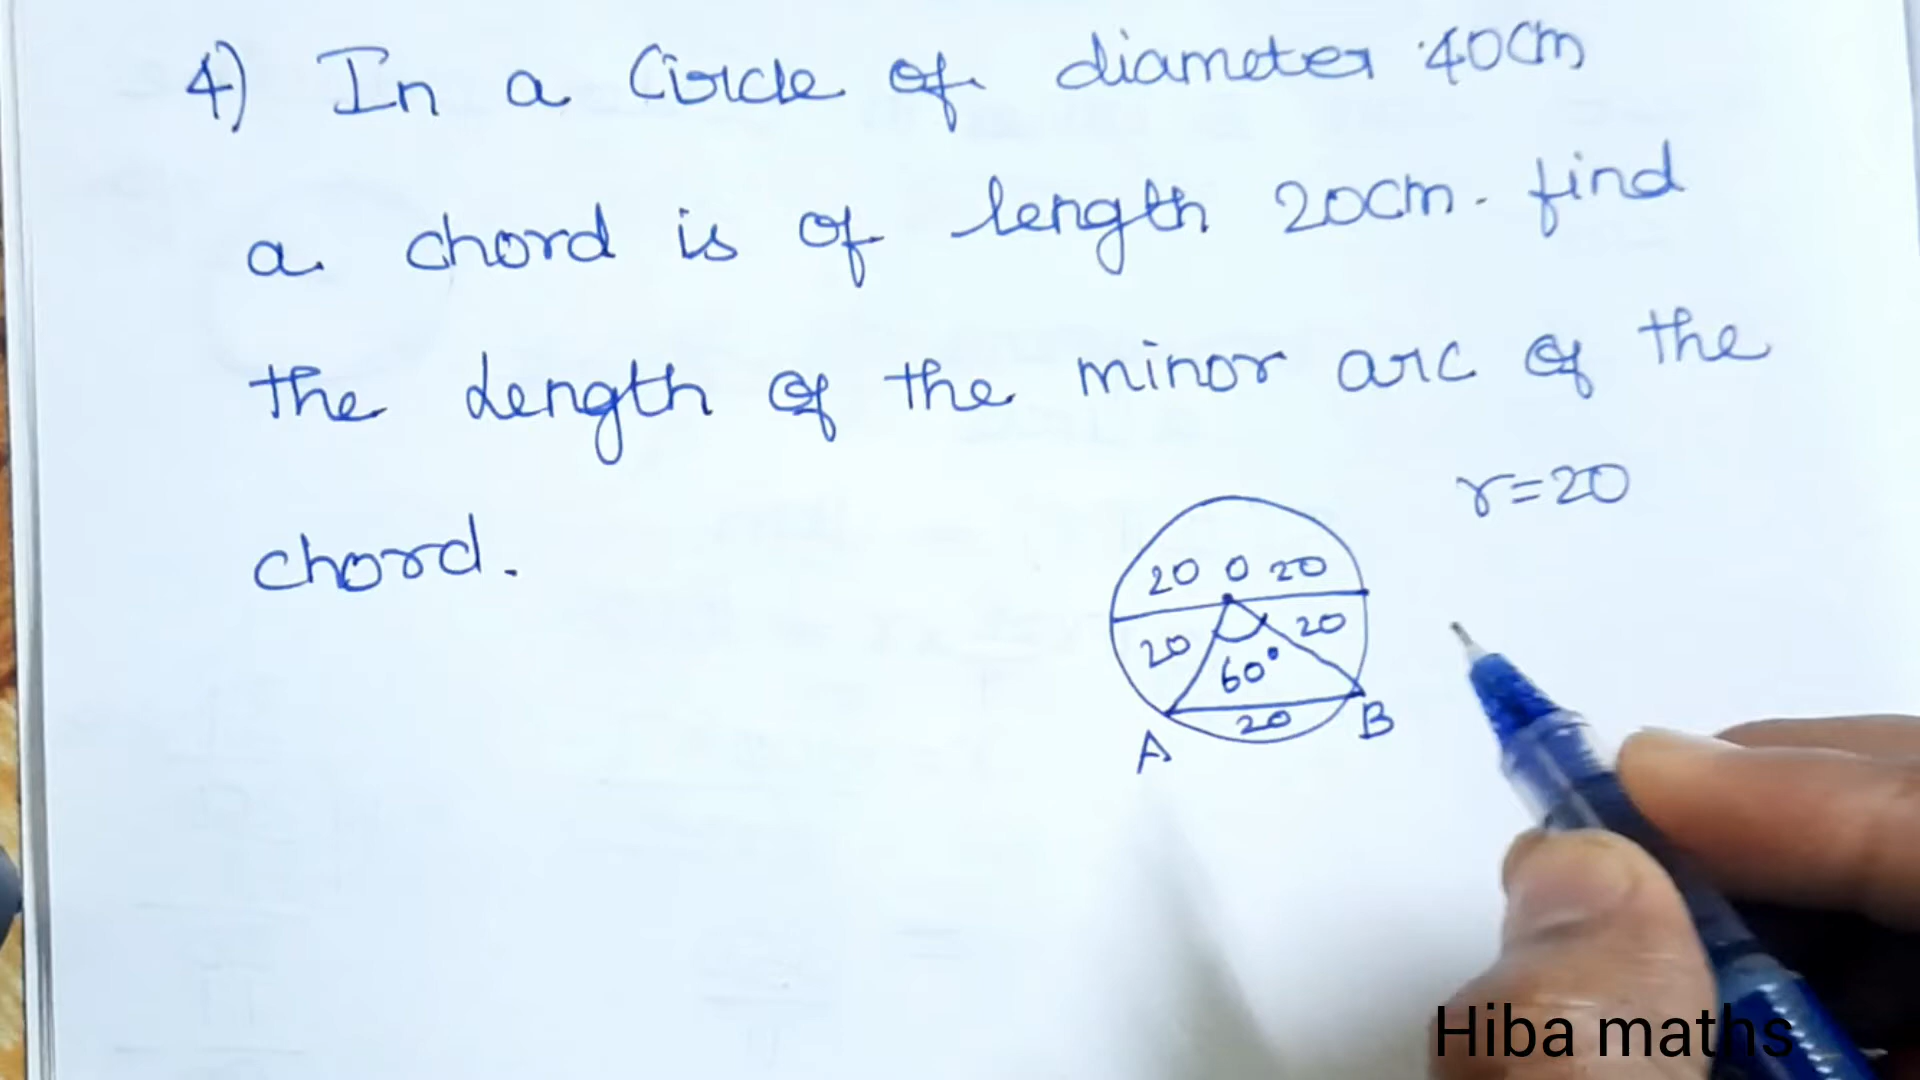 4) In a Circle of diameter 40cm
a chord is of length 20cm. find
the length of the minor arc of the
chord.
r=20
20 O 20
20 20
60°
20
A B
Hiba maths